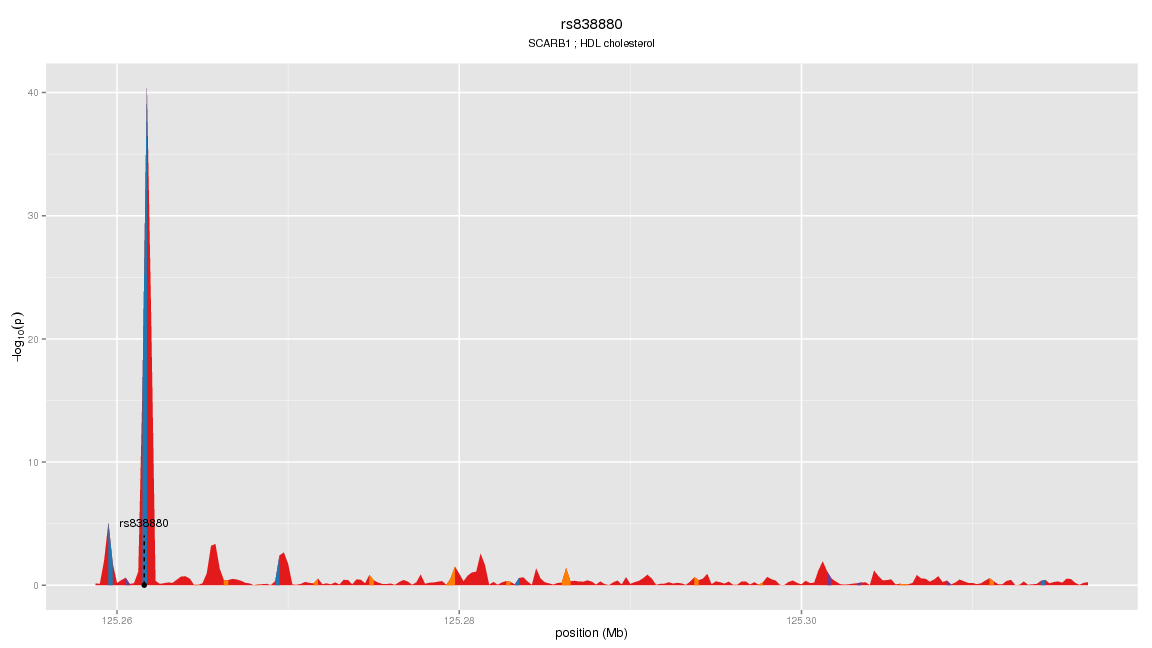 rs838880
SCARB1 ; HDL cholesterol
40
30
20
10
0
−log10(p)
rs838880
125.26
125.28
125.30
position (Mb)